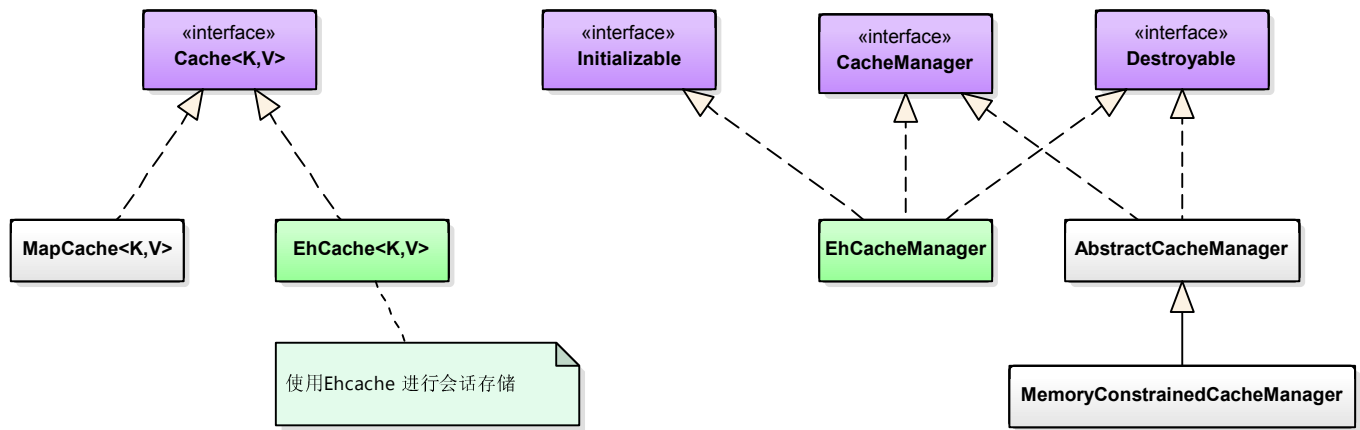 «interface»
Cache<K,V>
«interface»
Initializable
«interface»
CacheManager
«interface»
Destroyable
MapCache<K,V>
EhCache<K,V>
EhCacheManager
AbstractCacheManager
使用Ehcache 进行会话存储
MemoryConstrainedCacheManager